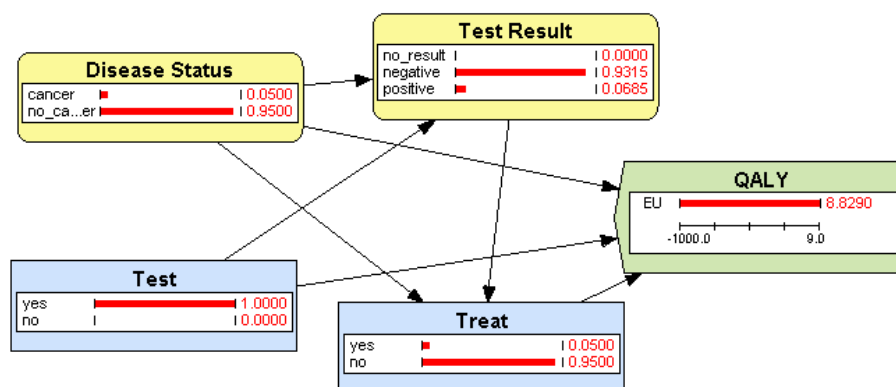 Disease Status
cancer 0.0500
no_ca...er 0.9500
Test Result
no_result 0.0000
negative 0.9315
positive 0.0685
QALY
EU 8.8290
-1000.0 9.0
Test
yes 1.0000
no 0.0000
Treat
yes 0.0500
no 0.9500